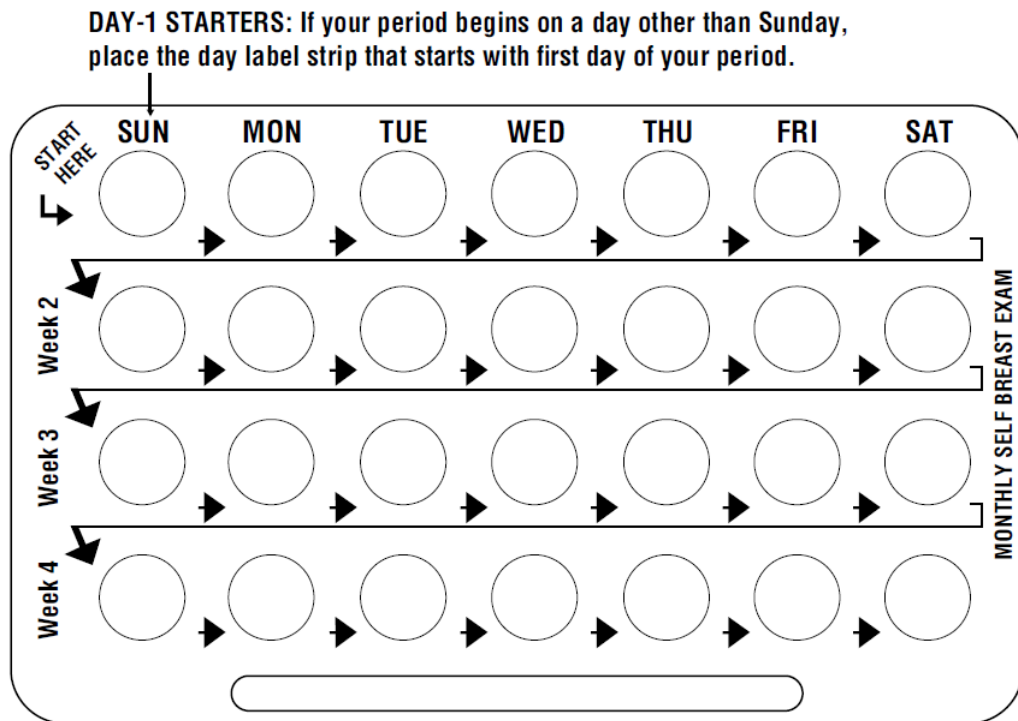 DAY-1 STARTERS: If your period begins on a day other than Sunday,
place the day label strip that starts with first day of your period.
START
HERE
SUN MON TUE WED THU FRI SAT
Week 2
Week 3
Week 4
MONTHLY SELF BREAST EXAM